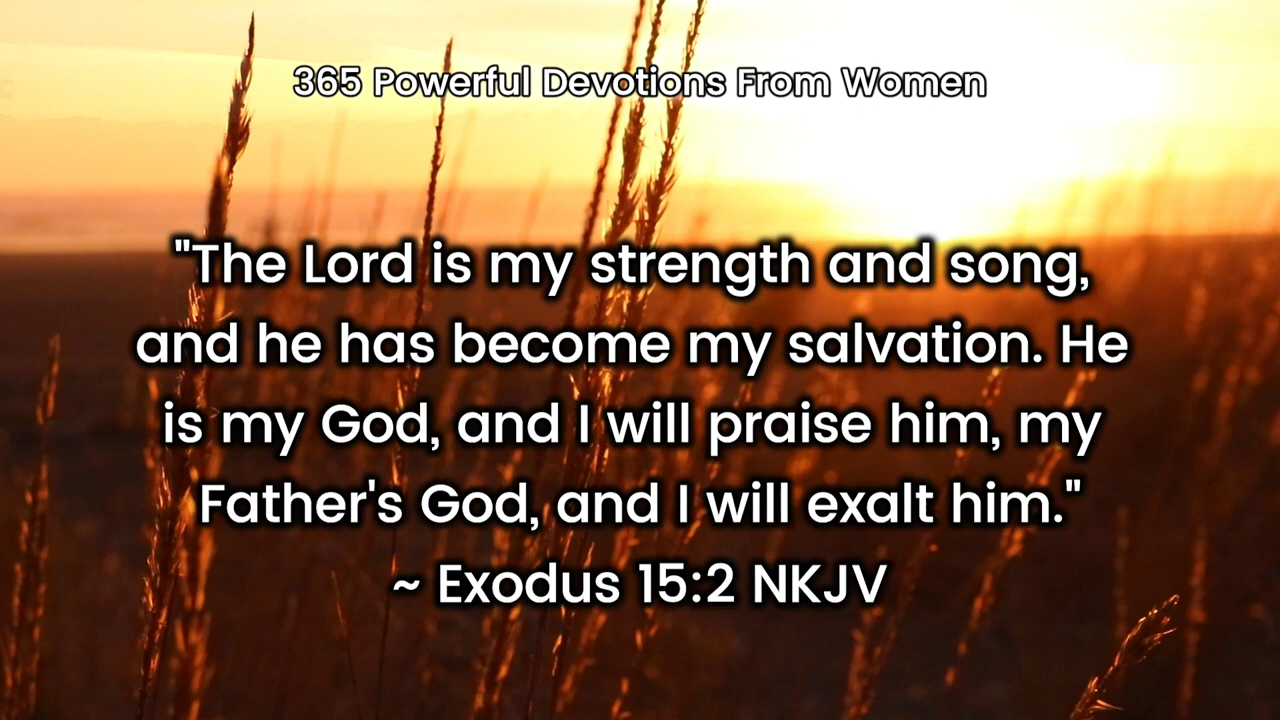 365 Powerful Devotions From Women
"The Lord is my strength and song,
and he has become my salvation. He
is my God, and I will praise him, my
Father's God, and I will exalt him."
~ Exodus 15:2 NKJV